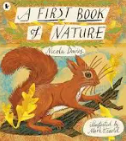 A FIRST BOOK
of NATURE
Nicola Davies
illustrated by
Mark Hearld